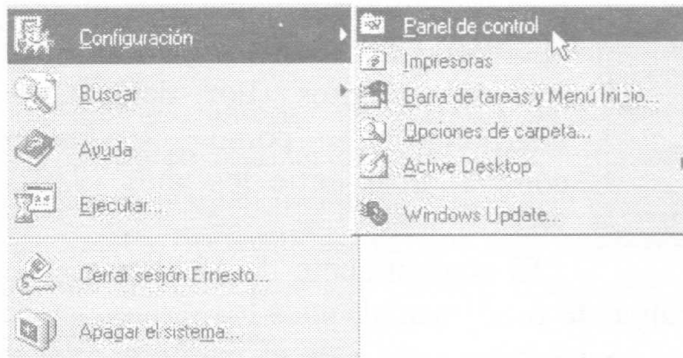 Configuración
Buscar
Ayuda
Ejecutar...
Cerrar sesión Ernesto...
Apagar el sistema...
Panel de control
Impresoras
Barra de tareas y Menú Inicio...
Opciones de carpeta...
Active Desktop
Windows Update...